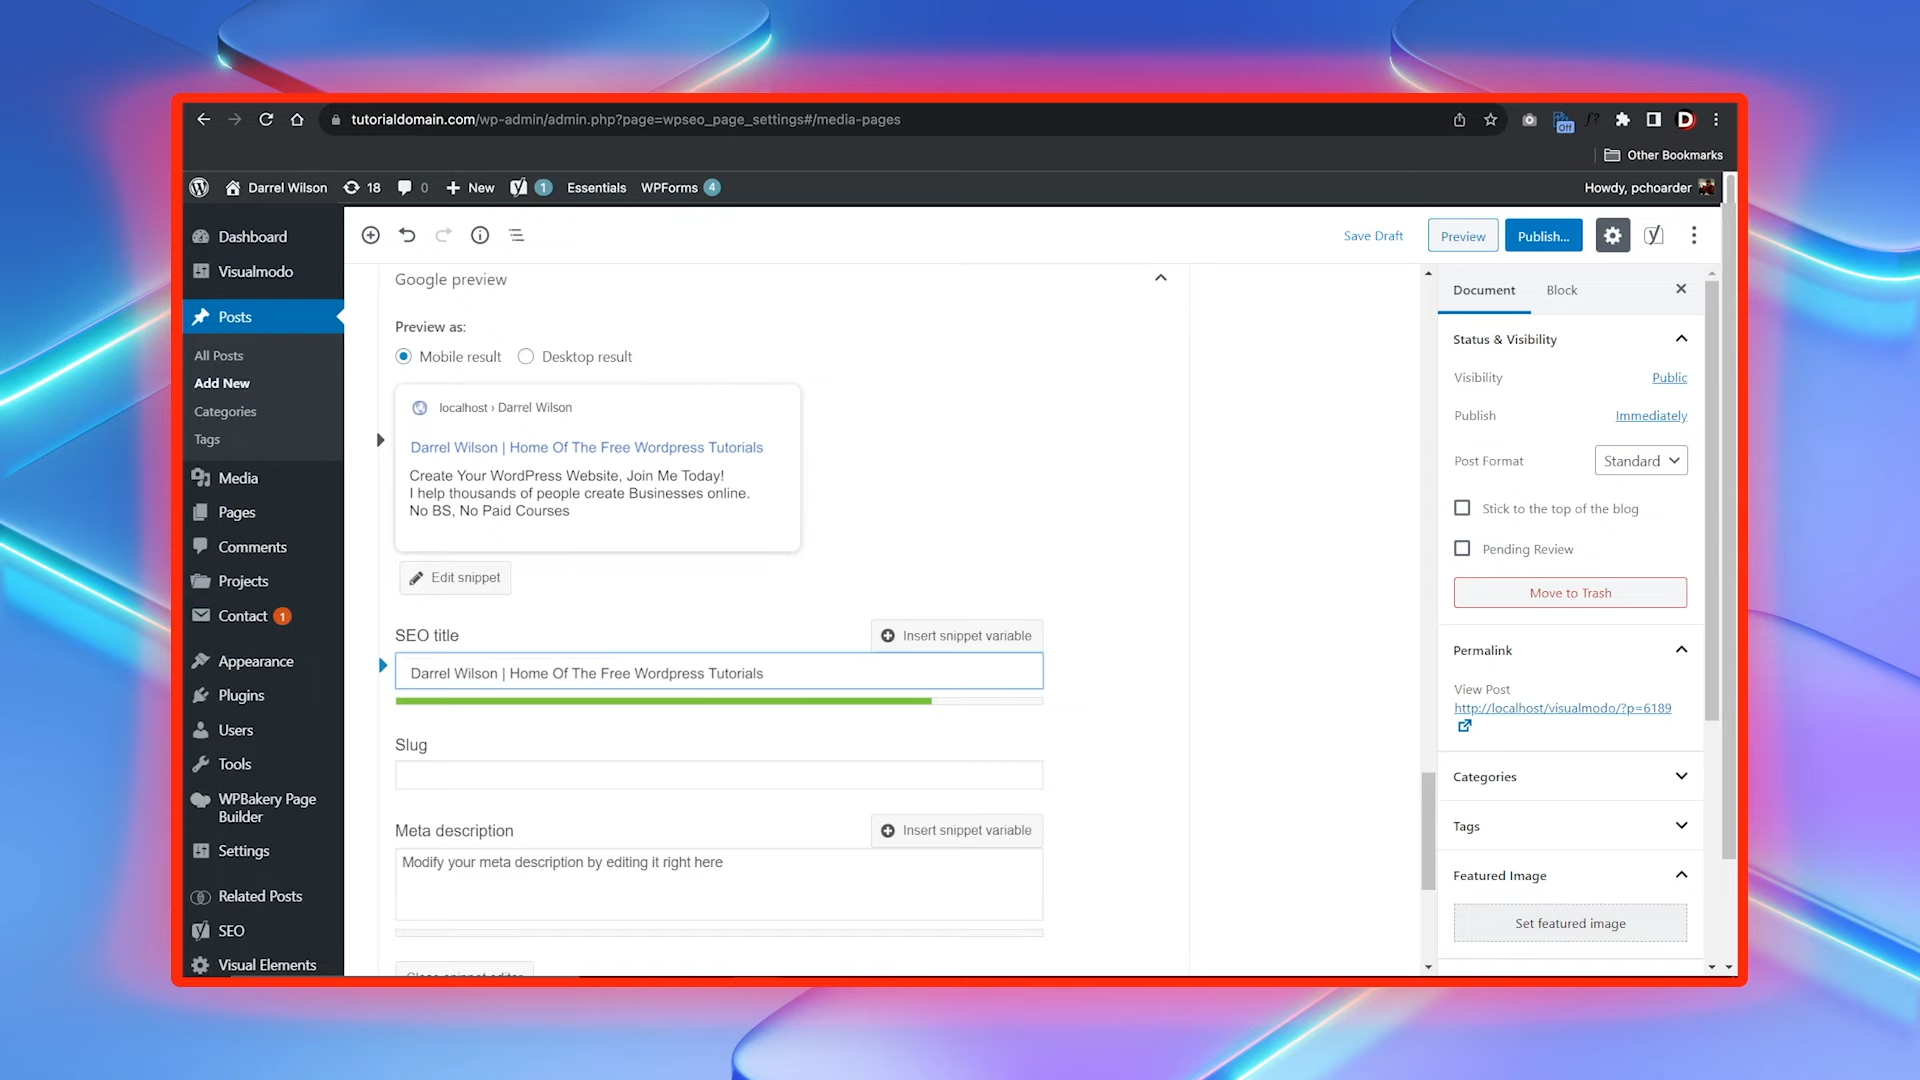 tutorialdomain.com/wp-admin/admin.php?page=wpseo_page_settings#/media-pages
Off
f?
D
Other Bookmarks
Darrel Wilson 18 0 New 1 Essentials WPForms 4
Howdy, pchoarder
Dashboard
Visualmodo
Posts
All Posts
Add New
Categories
Tags
Media
Pages
Comments
Projects
Contact 1
Appearance
Plugins
Users
Tools
WPBakery Page
Builder
Settings
Related Posts
SEO
Visual Elements
Save Draft
Preview
Publish...
Google preview
Preview as:
Mobile result Desktop result
localhost › Darrel Wilson
Darrel Wilson | Home Of The Free Wordpress Tutorials
Create Your WordPress Website, Join Me Today!
I help thousands of people create Businesses online.
No BS, No Paid Courses
Edit snippet
SEO title
Insert snippet variable
Darrel Wilson | Home Of The Free Wordpress Tutorials
Slug
Meta description
Insert snippet variable
Modify your meta description by editing it right here
Close snippet editor
Document Block
Status & Visibility
Visibility Public
Publish Immediately
Post Format Standard
Stick to the top of the blog
Pending Review
Move to Trash
Permalink
View Post
http://localhost/visualmodo/?p=6189
Categories
Tags
Featured Image
Set featured image